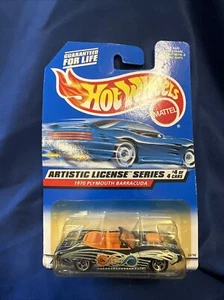 GUARANTEED
FOR LIFE
Hot Wheels
MATTEL
ARTISTIC LICENSE SERIES
#4 OF
4 CARS
1970 PLYMOUTH BARRACUDA